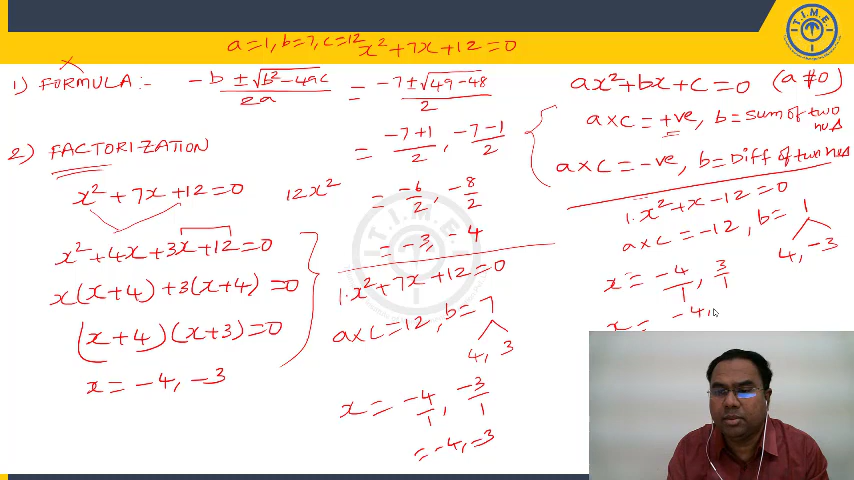 a=1, b=7, c=12
x²+7x+12=0
T.I.M.E.
1) FORMULA :- -b ± √b²-4ac / 2a = -7 ± √49-48 / 2
= -7+1 / 2, -7-1 / 2
= -6/2, -8/2
= -3, -4
2) FACTORIZATION
x²+7x+12=0
12x²
x²+4x+3x+12=0
x(x+4)+3(x+4)=0
(x+4)(x+3)=0
x = -4, -3
1.x²+7x+12=0
a×c=12, b=7
4, 3
x = -4/1, -3/1
= -4, -3
ax²+bx+c=0 (a≠0)
a×c=+ve, b=sum of two nus
a×c=-ve, b=Diff of two nus
1.x²+x-12=0
a×c=-12, b=1
4, -3
x = -4/1, 3/1
x = -4,
T.I.M.E.